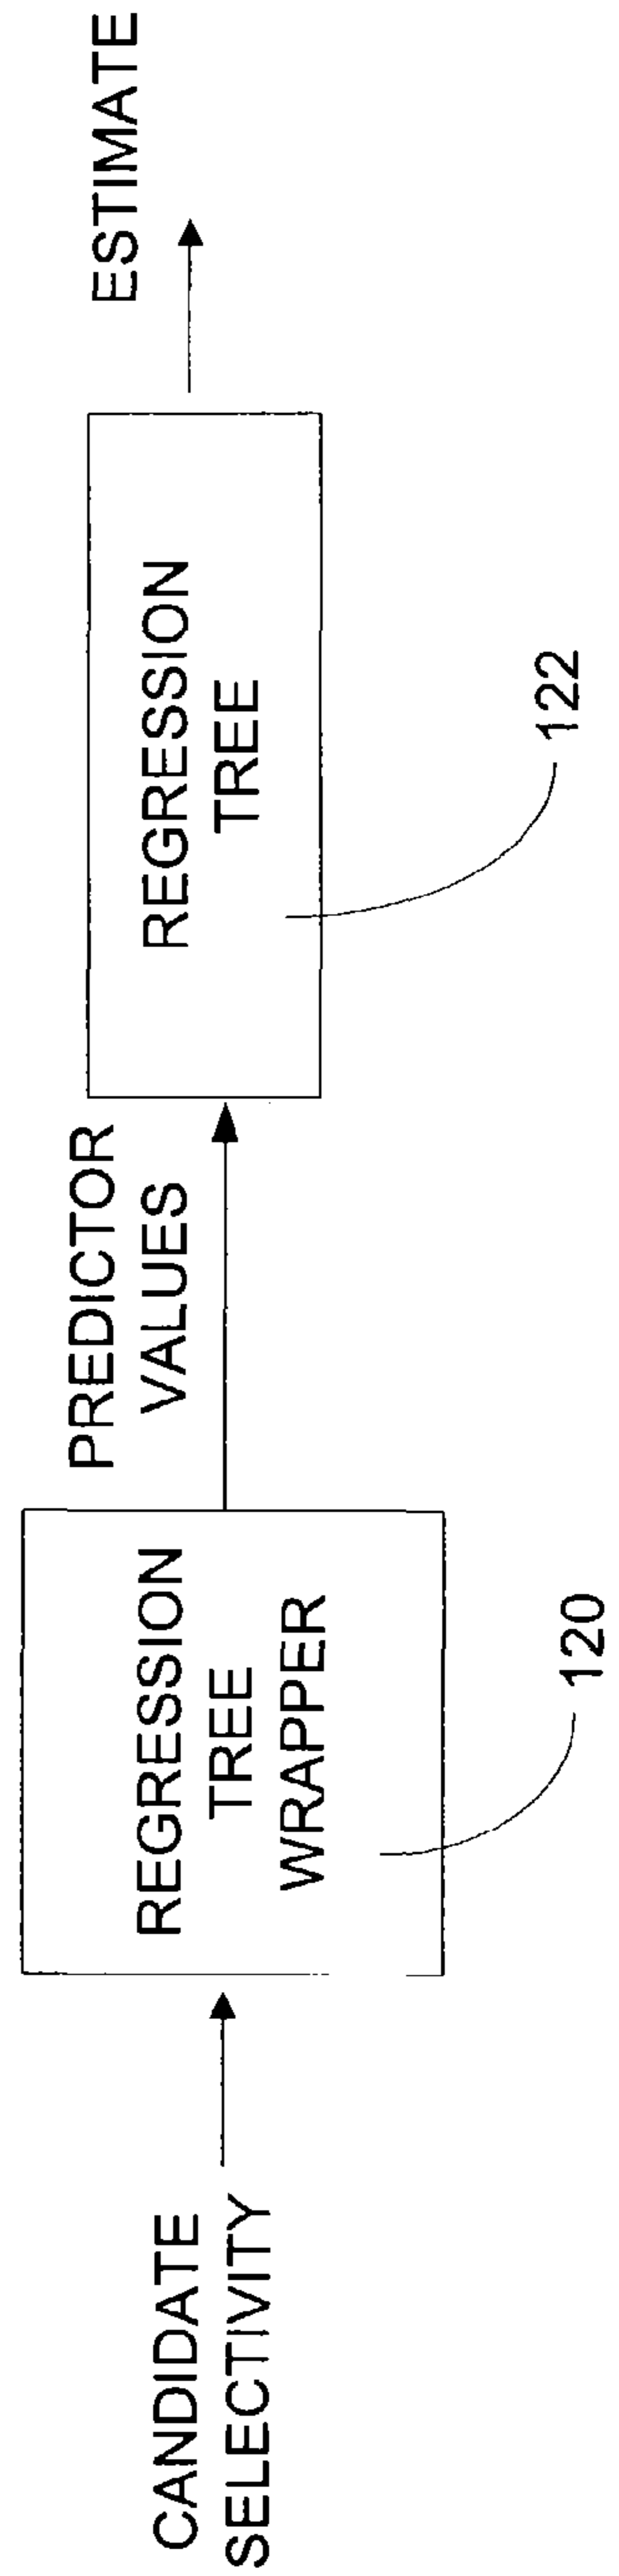 CANDIDATE
SELECTIVITY
REGRESSION
TREE
WRAPPER
120
PREDICTOR
VALUES
REGRESSION
TREE
122
ESTIMATE